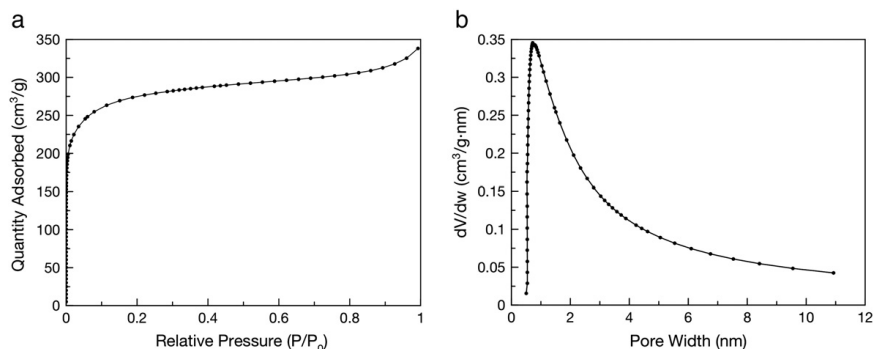 a
350
300
250
200
150
100
50
0
Quantity Adsorbed (cm³/g)
0 0.2 0.4 0.6 0.8 1
Relative Pressure (P/P₀)
b
0.35
0.3
0.25
0.2
0.15
0.1
0.05
0
dV/dw (cm³/g·nm)
0 2 4 6 8 10 12
Pore Width (nm)